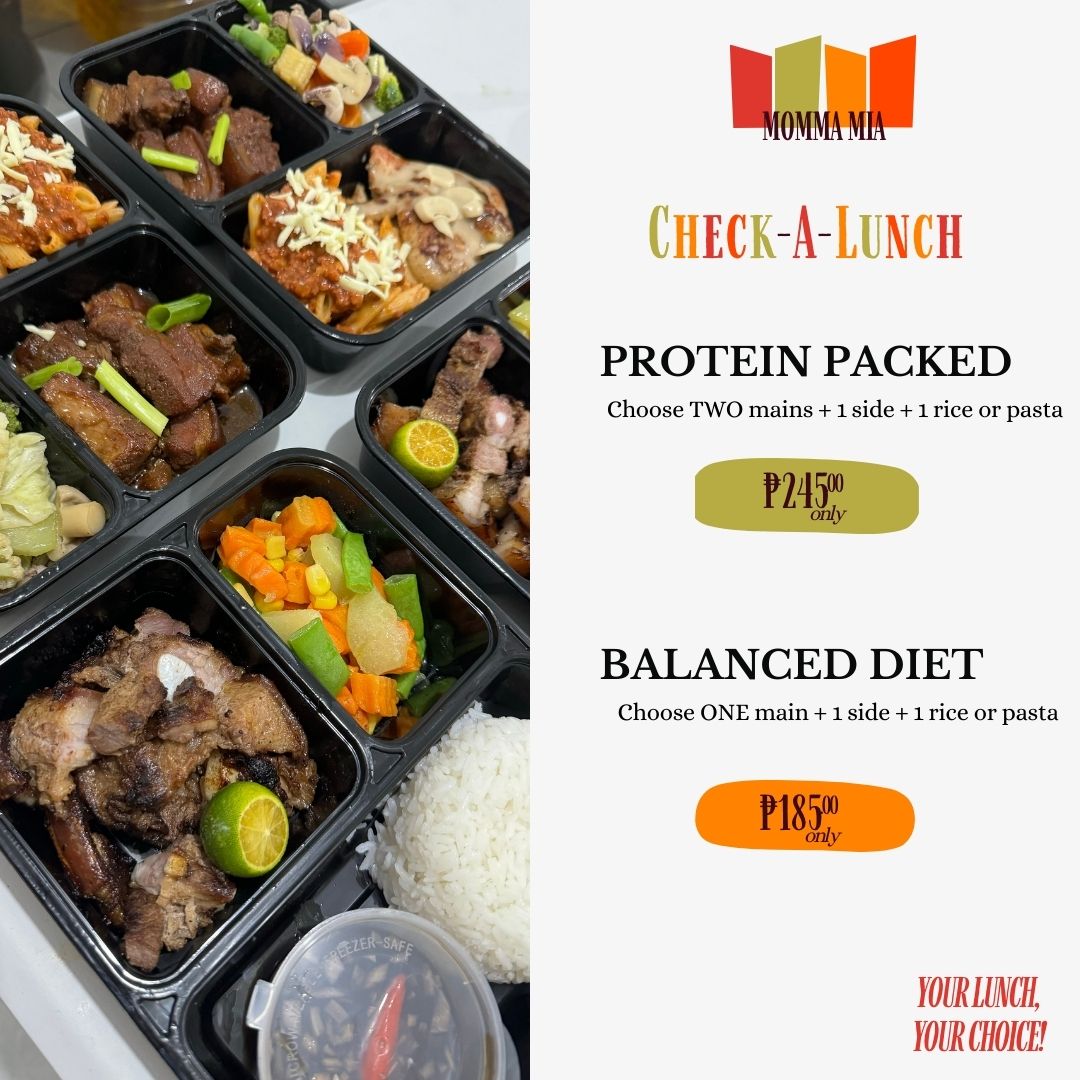 MOMMA MIA
CHECK-A-LUNCH
PROTEIN PACKED
Choose TWO mains + 1 side + 1 rice or pasta
₱245.00
only
BALANCED DIET
Choose ONE main + 1 side + 1 rice or pasta
₱185.00
only
YOUR LUNCH,
YOUR CHOICE!